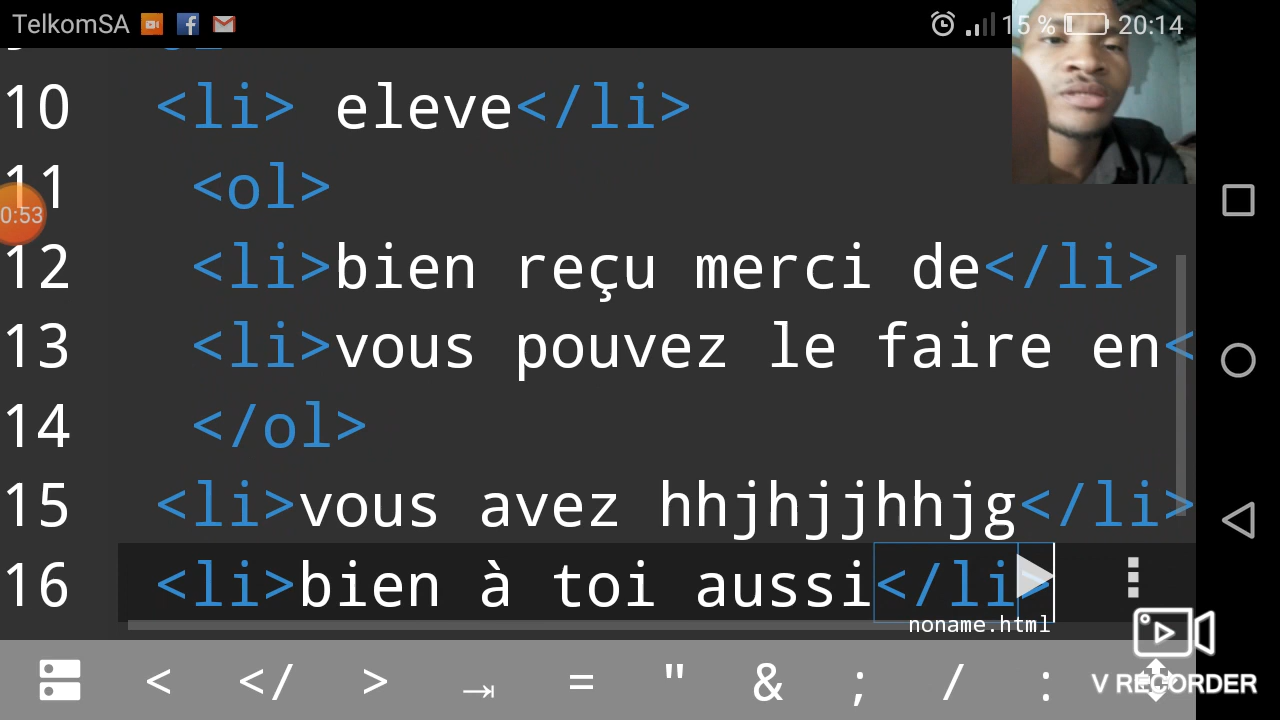 TelkomSA 15 % 20:14
10 <li> eleve</li>
11 <ol>
0:53
12 <li>bien reçu merci de</li>
13 <li>vous pouvez le faire en<
14 </ol>
15 <li>vous avez hhjhjjhhjg</li>
16 <li>bien à toi aussi</li>
noname.html
< </ > ⇥ = " & ; / :
V RECORDER